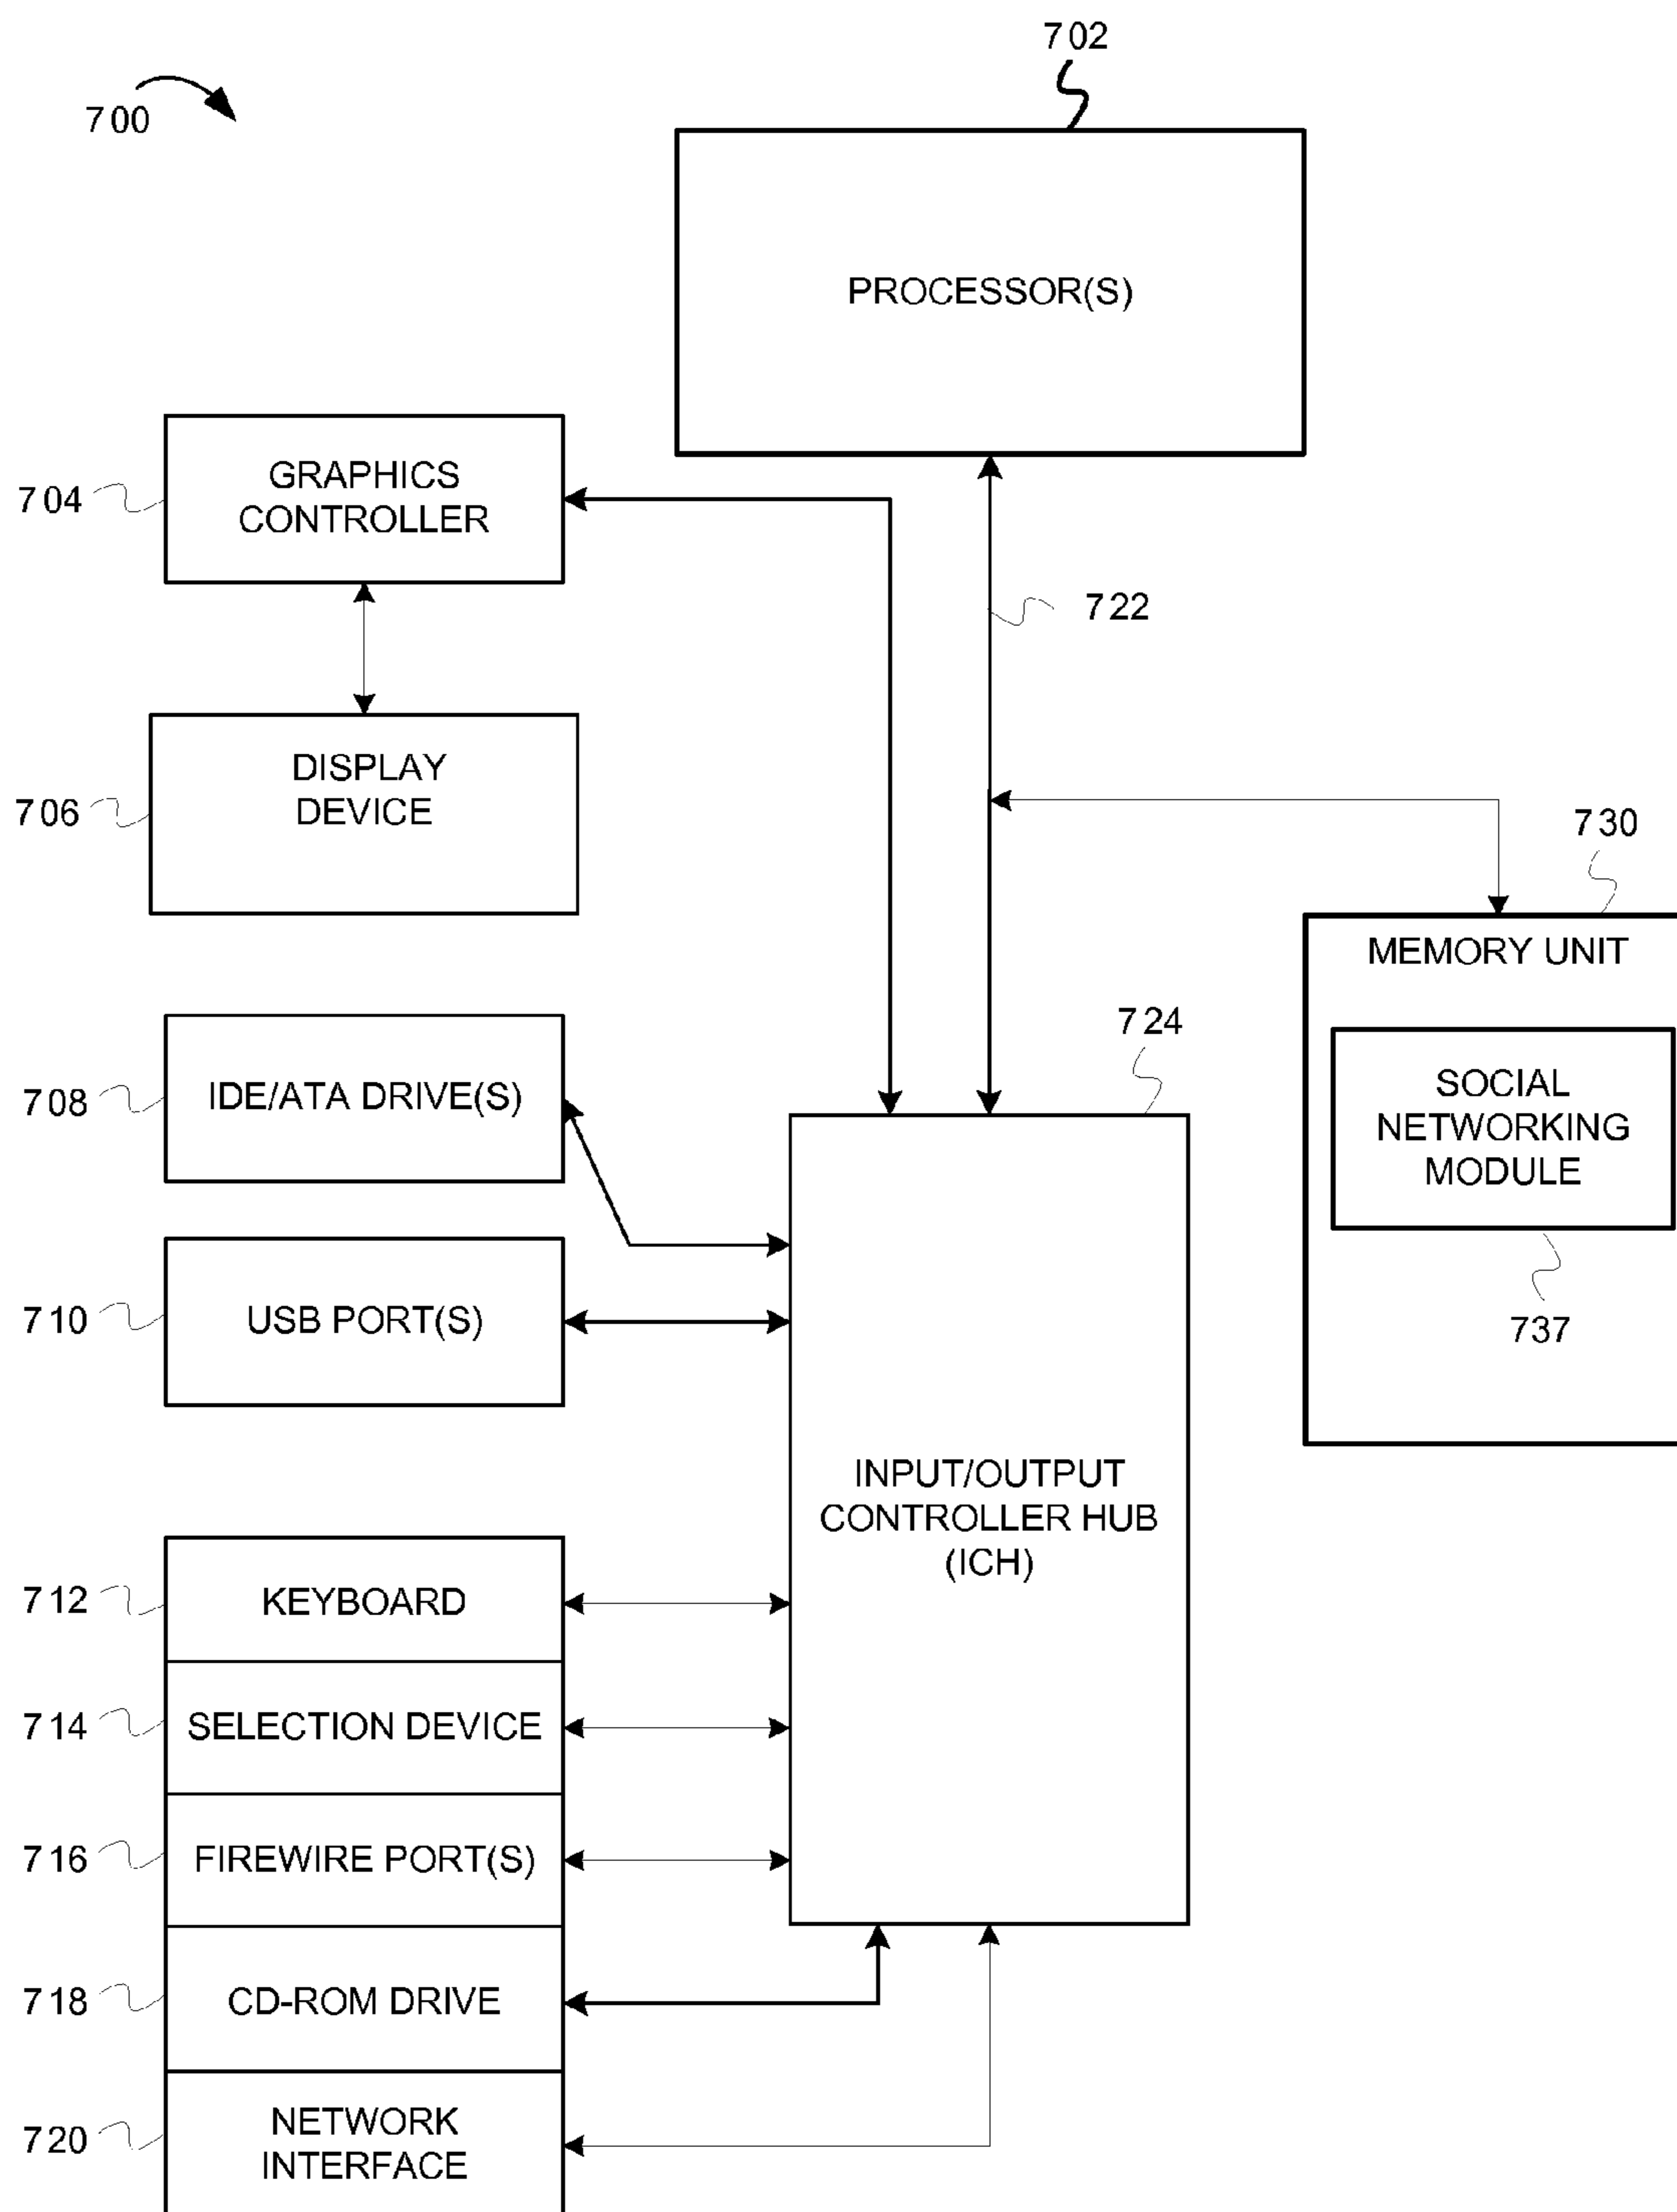 702
700
PROCESSOR(S)
704
GRAPHICS
CONTROLLER
722
706
DISPLAY
DEVICE
730
MEMORY UNIT
724
708
IDE/ATA DRIVE(S)
SOCIAL
NETWORKING
MODULE
737
710
USB PORT(S)
INPUT/OUTPUT
CONTROLLER HUB
(ICH)
712
KEYBOARD
714
SELECTION DEVICE
716
FIREWIRE PORT(S)
718
CD-ROM DRIVE
720
NETWORK
INTERFACE